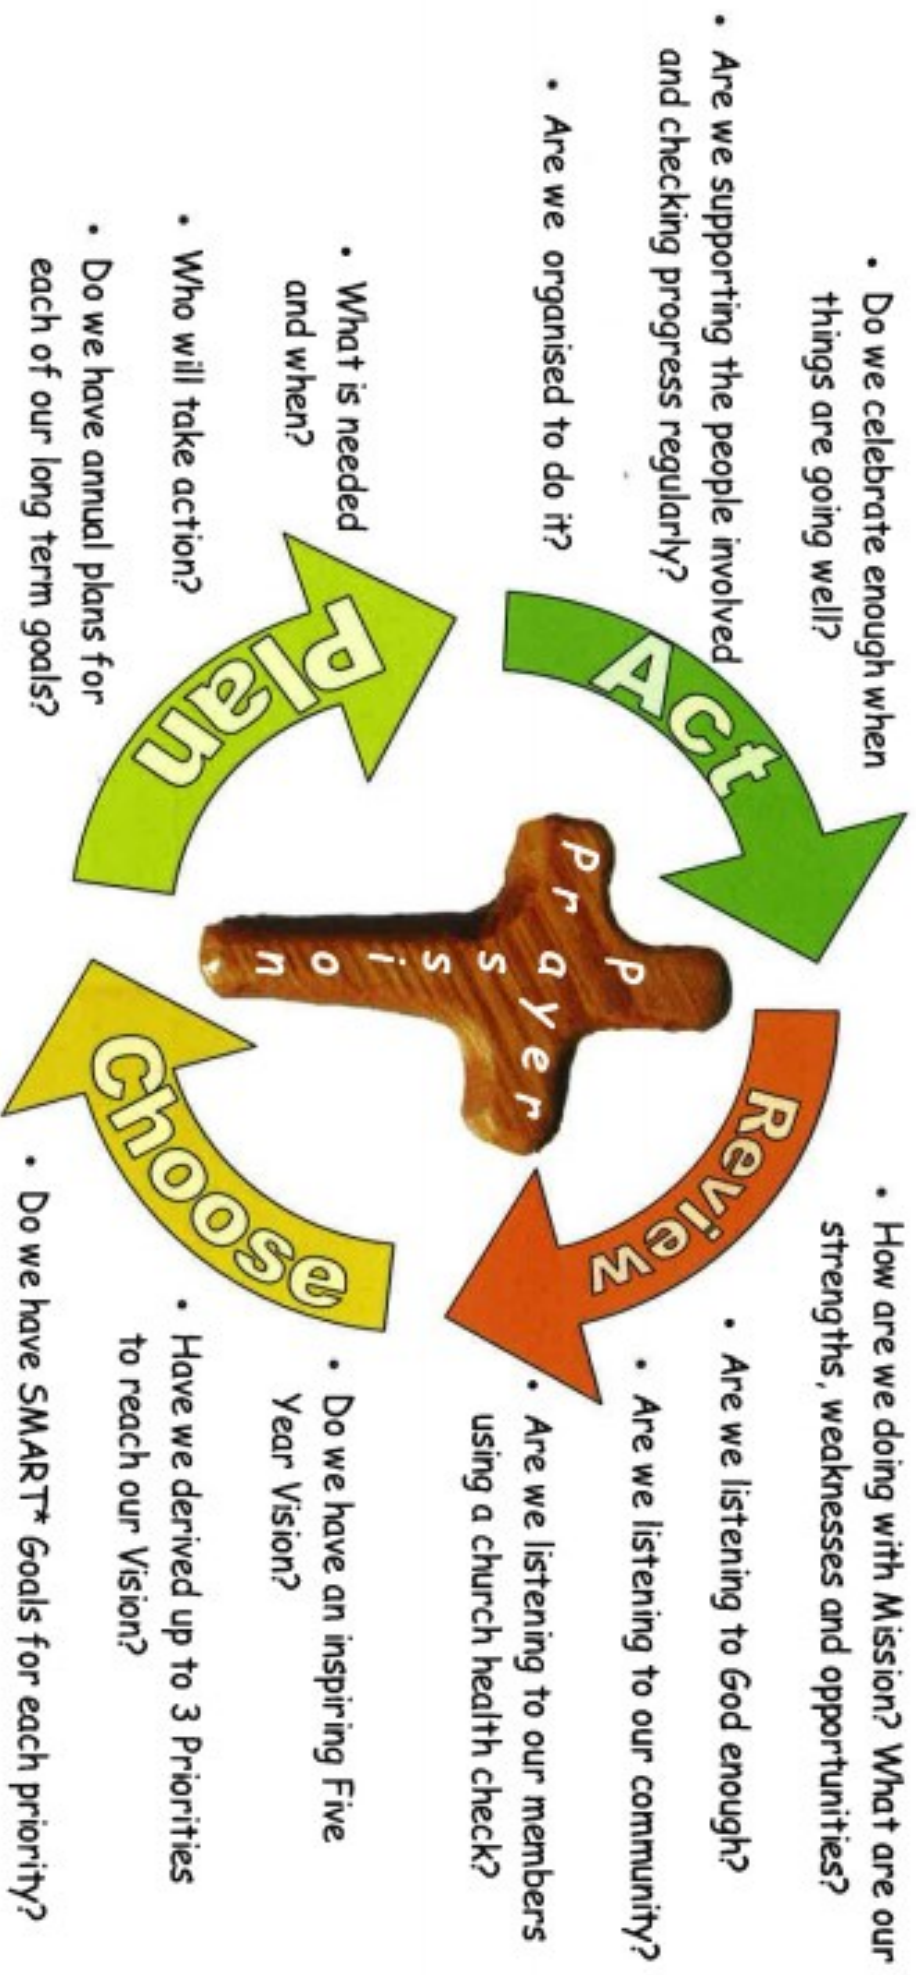 • Do we celebrate enough when
things are going well?
• Are we supporting the people involved
and checking progress regularly?
• Are we organised to do it?
Act
• How are we doing with Mission? What are our
strengths, weaknesses and opportunities?
• Are we listening to God enough?
• Are we listening to our community?
• Are we listening to our members
using a church health check?
Review
P
Prayer
s
s
i
o
n
• What is needed
and when?
• Who will take action?
• Do we have annual plans for
each of our long term goals?
Plan
Choose
• Do we have an inspiring Five
Year Vision?
• Have we derived up to 3 Priorities
to reach our Vision?
• Do we have SMART* Goals for each priority?